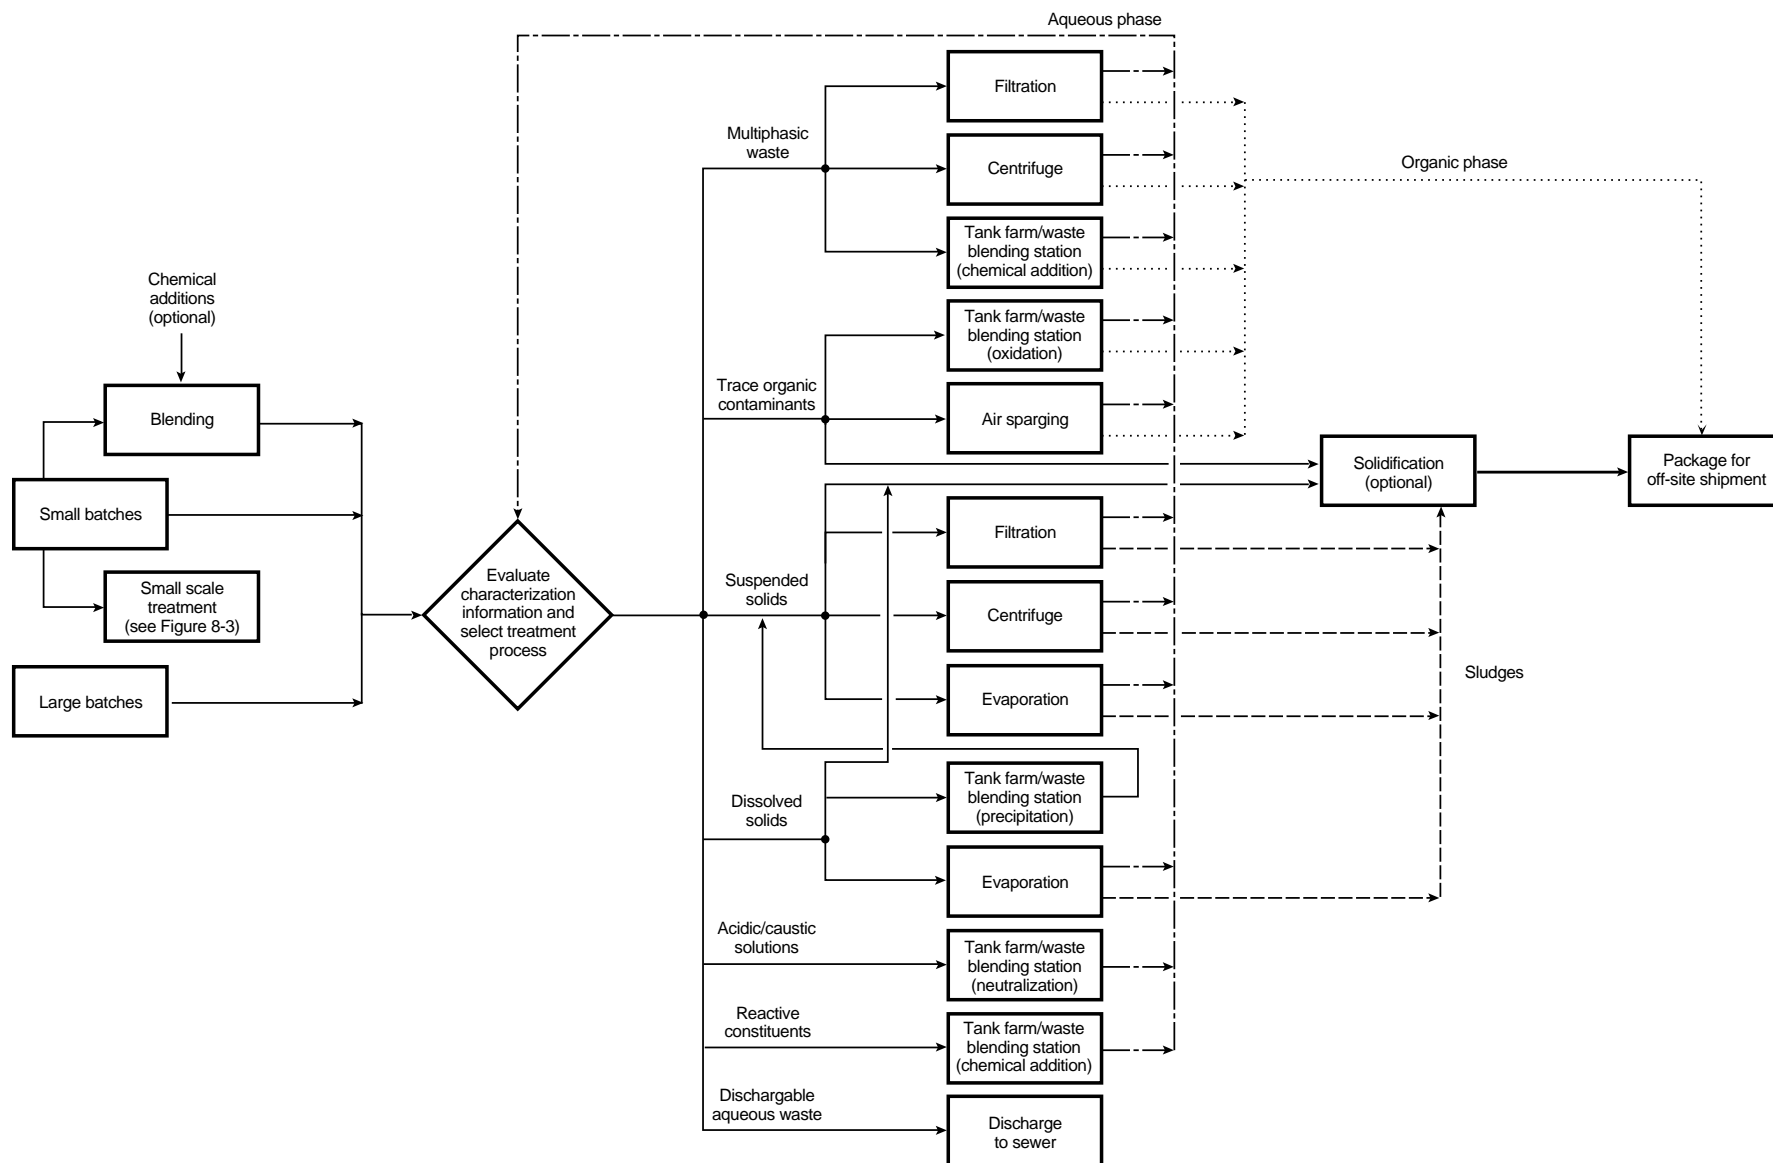 Aqueous phase
Filtration
Multiphasic
waste
Centrifuge
Organic phase
Tank farm/waste
blending station
(chemical addition)
Chemical
additions
(optional)
Tank farm/waste
blending station
(oxidation)
Trace organic
contaminants
Air sparging
Blending
Solidification
(optional)
Package for
off-site shipment
Small batches
Filtration
Evaluate
characterization
information and
select treatment
process
Small scale
treatment
(see Figure 8-3)
Suspended
solids
Centrifuge
Sludges
Large batches
Evaporation
Tank farm/waste
blending station
(precipitation)
Dissolved
solids
Evaporation
Acidic/caustic
solutions
Tank farm/waste
blending station
(neutralization)
Reactive
constituents
Tank farm/waste
blending station
(chemical addition)
Dischargable
aqueous waste
Discharge
to sewer